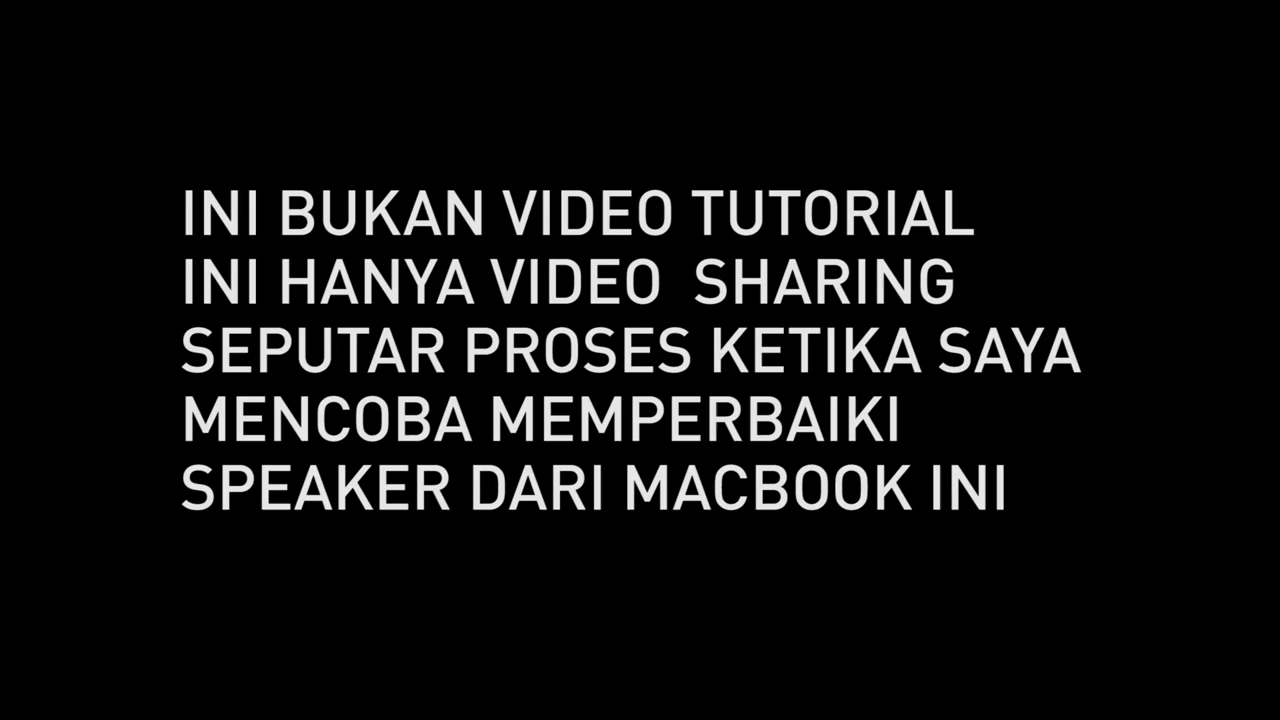 INI BUKAN VIDEO TUTORIAL
INI HANYA VIDEO  SHARING
SEPUTAR PROSES KETIKA SAYA
MENCOBA MEMPERBAIKI
SPEAKER DARI MACBOOK INI